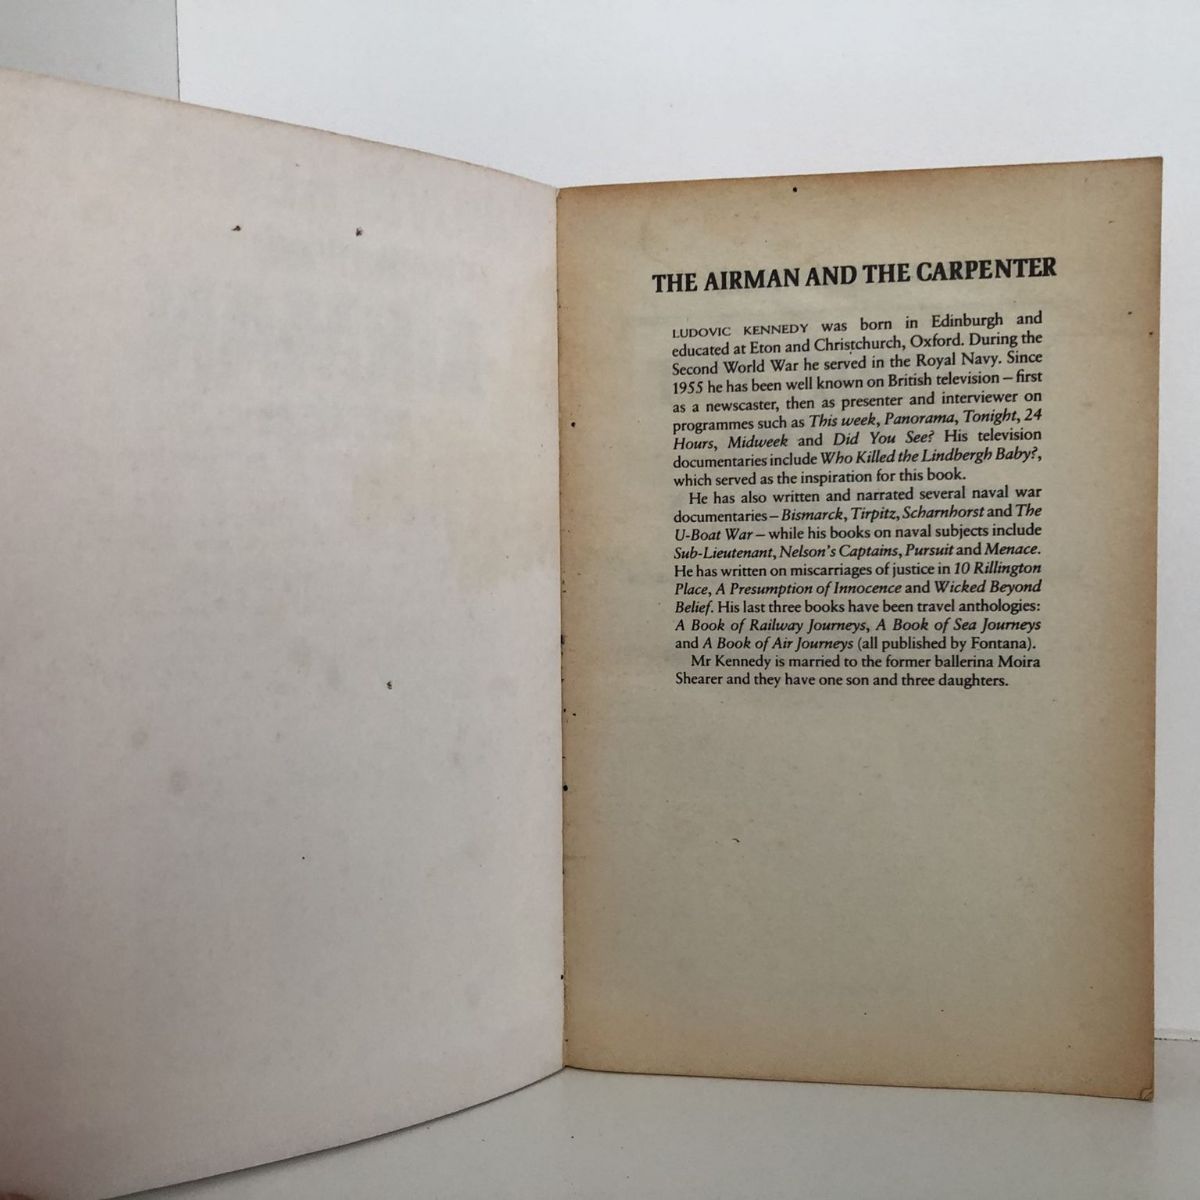 THE AIRMAN AND THE CARPENTER
LUDOVIC KENNEDY was born in Edinburgh and
educated at Eton and Christchurch, Oxford. During the
Second World War he served in the Royal Navy. Since
1955 he has been well known on British television – first
as a newscaster, then as presenter and interviewer on
programmes such as This week, Panorama, Tonight, 24
Hours, Midweek and Did You See? His television
documentaries include Who Killed the Lindbergh Baby?,
which served as the inspiration for this book.
He has also written and narrated several naval war
documentaries – Bismarck, Tirpitz, Scharnhorst and The
U-Boat War – while his books on naval subjects include
Sub-Lieutenant, Nelson's Captains, Pursuit and Menace.
He has written on miscarriages of justice in 10 Rillington
Place, A Presumption of Innocence and Wicked Beyond
Belief. His last three books have been travel anthologies:
A Book of Railway Journeys, A Book of Sea Journeys
and A Book of Air Journeys (all published by Fontana).
Mr Kennedy is married to the former ballerina Moira
Shearer and they have one son and three daughters.